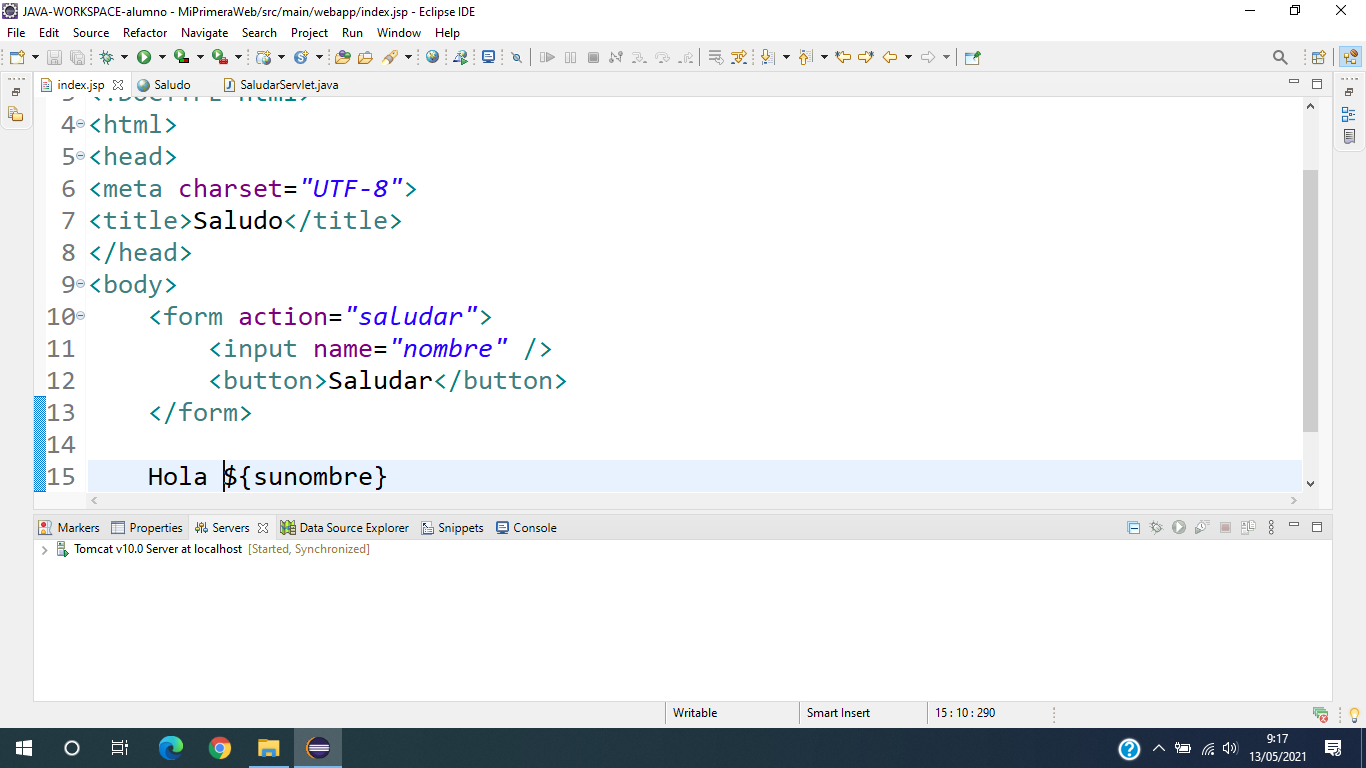 JAVA-WORKSPACE-alumno - MiPrimeraWeb/src/main/webapp/index.jsp - Eclipse IDE
File Edit Source Refactor Navigate Search Project Run Window Help
index.jsp Saludo SaludarServlet.java
4 <html>
5 <head>
6 <meta charset="UTF-8">
7 <title>Saludo</title>
8 </head>
9 <body>
10 <form action="saludar">
11 <input name="nombre" />
12 <button>Saludar</button>
13 </form>
14
15 Hola ${sunombre}
Markers Properties Servers Data Source Explorer Snippets Console
Tomcat v10.0 Server at localhost [Started, Synchronized]
Writable Smart Insert 15 : 10 : 290
9:17
13/05/2021